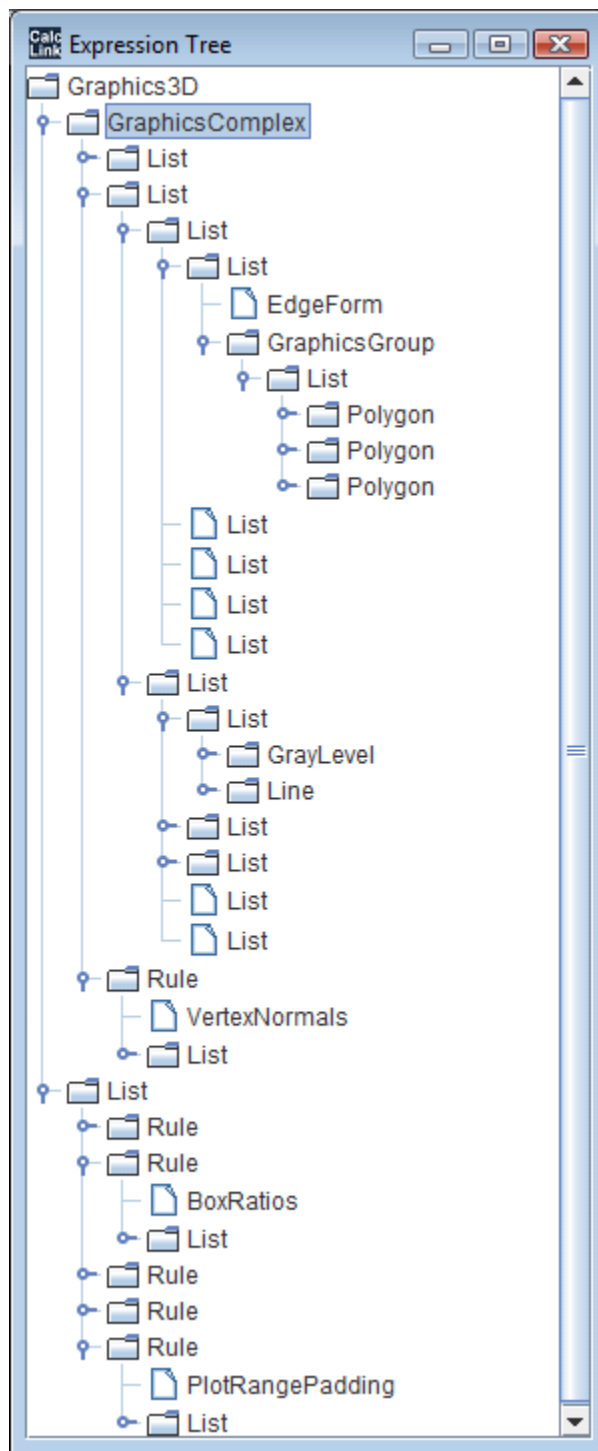 Calc
Link Expression Tree
Graphics3D
GraphicsComplex
List
List
List
List
EdgeForm
GraphicsGroup
List
Polygon
Polygon
Polygon
List
List
List
List
List
List
GrayLevel
Line
List
List
List
List
Rule
VertexNormals
List
List
Rule
Rule
BoxRatios
List
Rule
Rule
Rule
PlotRangePadding
List